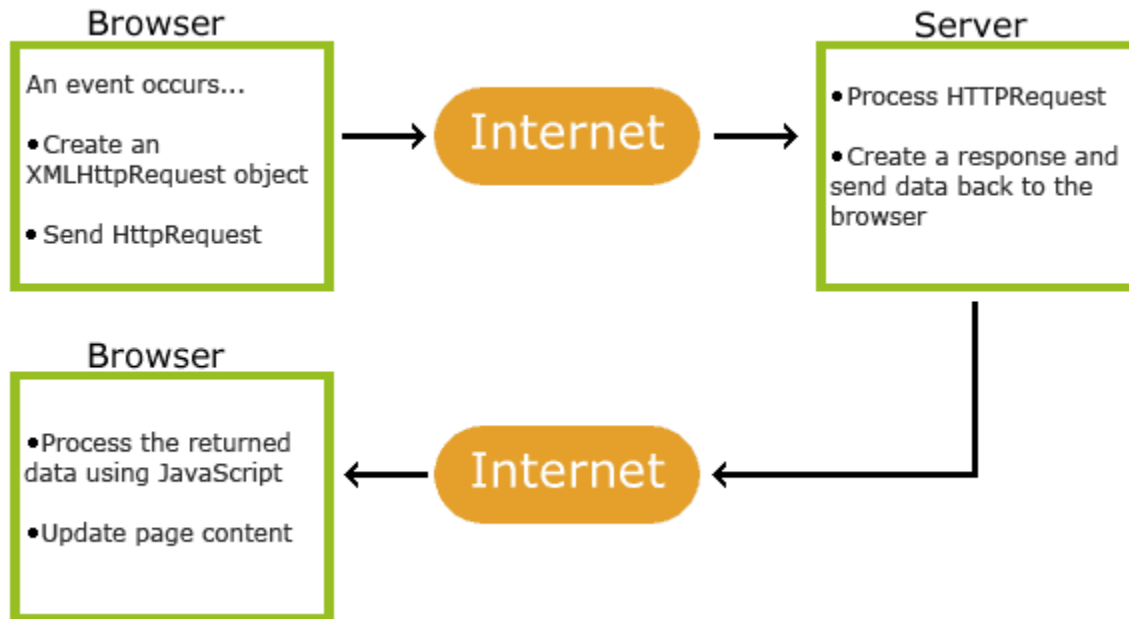 Browser
An event occurs...
•Create an
XMLHttpRequest object
• Send HttpRequest
Internet
Server
•Process HTTPRequest
•Create a response and
send data back to the
browser
Browser
•Process the returned
data using JavaScript
•Update page content
Internet